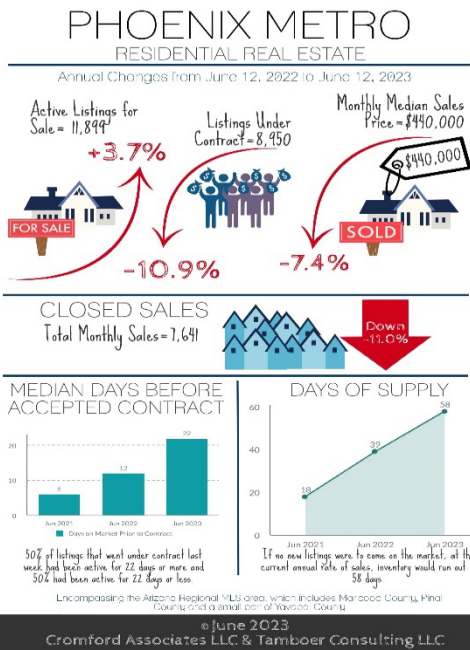 PHOENIX METRO
RESIDENTIAL REAL ESTATE
Annual Changes from June 12, 2022 to June 12, 2023
Active Listings for
Sale = 11,899
+3.7%
FOR SALE
Listings Under
Contract = 8,950
-10.9%
Monthly Median Sales
Price = $440,000
$440,000
SOLD
-7.4%
CLOSED SALES
Total Monthly Sales = 7,641
Down
-11.0%
MEDIAN DAYS BEFORE
ACCEPTED CONTRACT
20
10
0
6
12
22
Jun 2021
Jun 2022
Jun 2023
Days on Market Prior to Contract
50% of listings that went under contract last
week had been active for 22 days or more and
50% had been active for 22 days or less.
DAYS OF SUPPLY
60
40
20
0
18
39
58
Jun 2021
Jun 2022
Jun 2023
If no new listings were to come on the market, at the
current annual rate of sales, inventory would run out
58 days
Encompassing the Arizona Regional MLS area, which includes Maricopa County, Pinal
County and a small part of Yavapai County
© June 2023
Cromford Associates LLC & Tamboer Consulting LLC